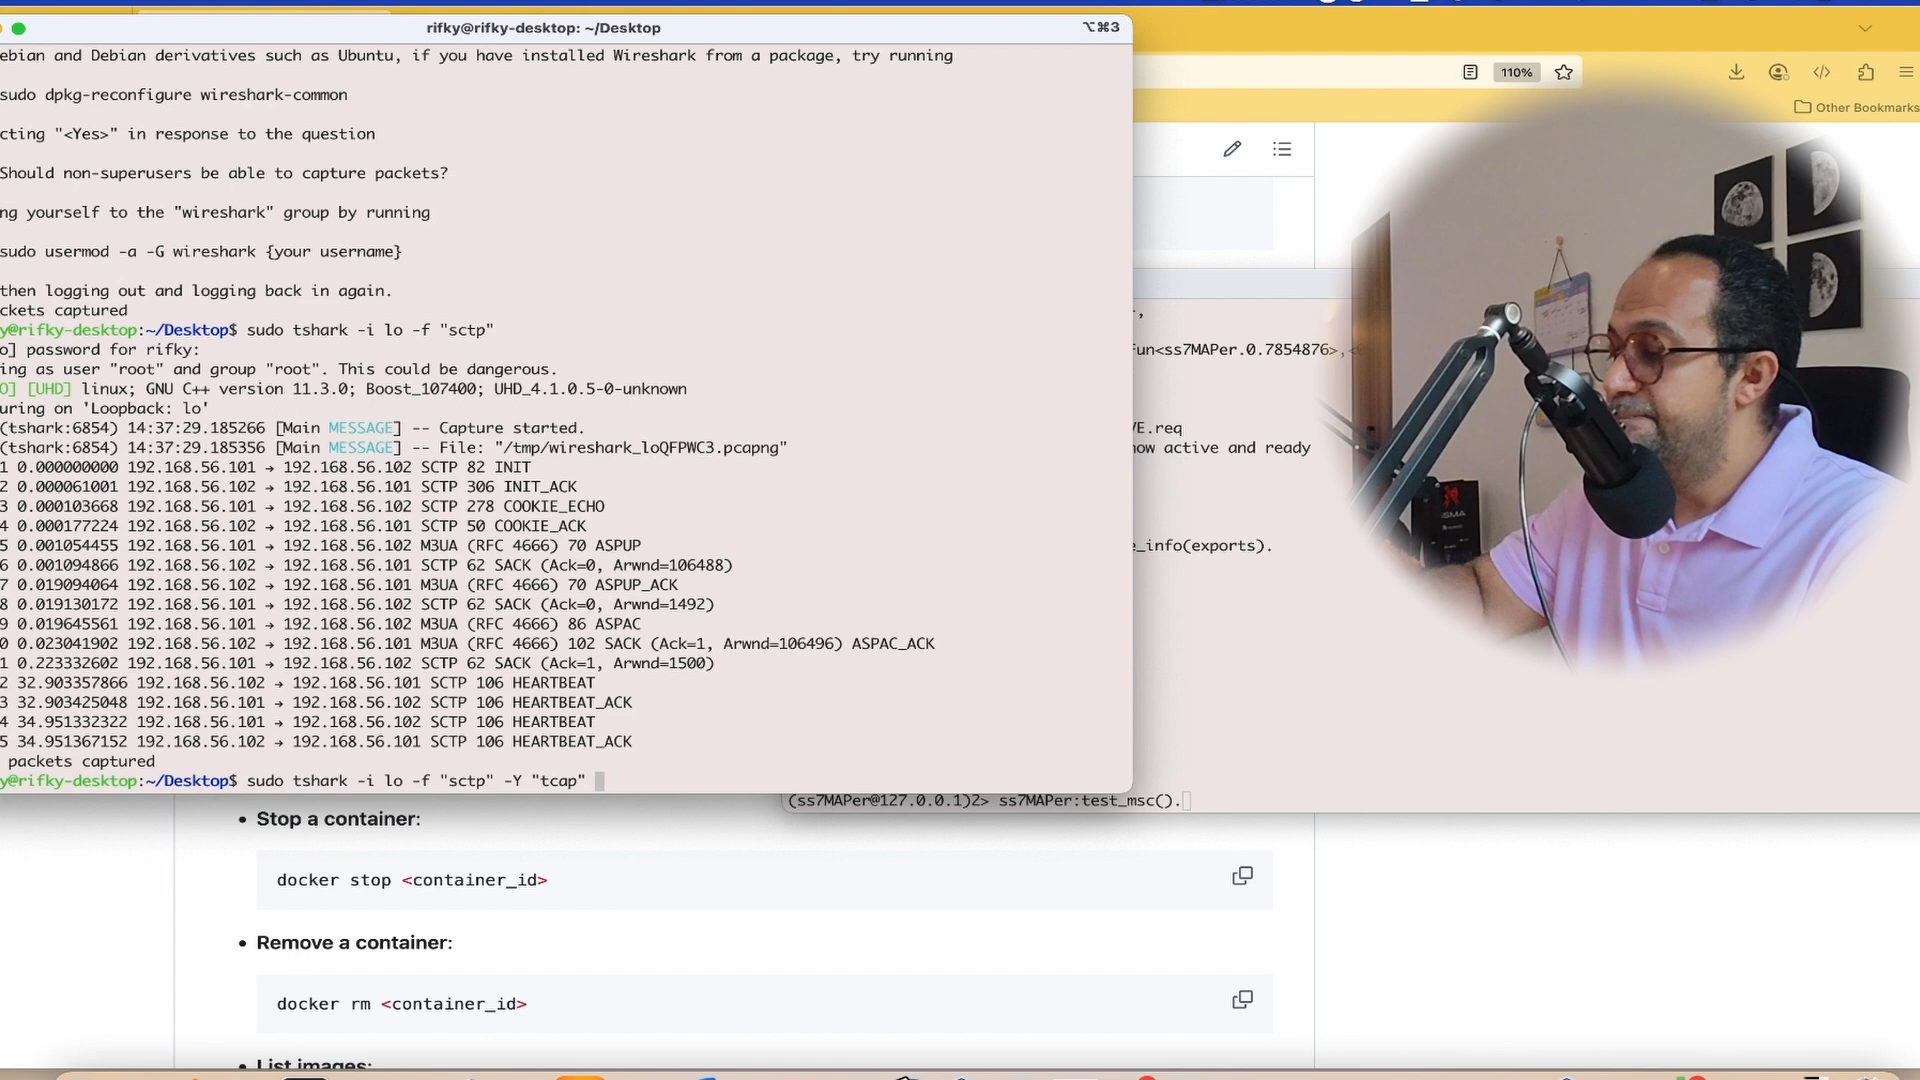 rifky@rifky-desktop: ~/Desktop
⌥⌘3
ebian and Debian derivatives such as Ubuntu, if you have installed Wireshark from a package, try running
sudo dpkg-reconfigure wireshark-common
cting "<Yes>" in response to the question
Should non-superusers be able to capture packets?
ng yourself to the "wireshark" group by running
sudo usermod -a -G wireshark {your username}
then logging out and logging back in again.
ckets captured
y@rifky-desktop:~/Desktop$ sudo tshark -i lo -f "sctp"
o] password for rifky:
ing as user "root" and group "root". This could be dangerous.
O] [UHD] linux; GNU C++ version 11.3.0; Boost_107400; UHD_4.1.0.5-0-unknown
uring on 'Loopback: lo'
(tshark:6854) 14:37:29.185266 [Main MESSAGE] -- Capture started.
(tshark:6854) 14:37:29.185356 [Main MESSAGE] -- File: "/tmp/wireshark_loQFPWC3.pcapng"
1 0.000000000 192.168.56.101 → 192.168.56.102 SCTP 82 INIT
2 0.000061001 192.168.56.102 → 192.168.56.101 SCTP 306 INIT_ACK
3 0.000103668 192.168.56.101 → 192.168.56.102 SCTP 278 COOKIE_ECHO
4 0.000177224 192.168.56.102 → 192.168.56.101 SCTP 50 COOKIE_ACK
5 0.001054455 192.168.56.101 → 192.168.56.102 M3UA (RFC 4666) 70 ASPUP
6 0.001094866 192.168.56.102 → 192.168.56.101 SCTP 62 SACK (Ack=0, Arwnd=106488)
7 0.019094064 192.168.56.102 → 192.168.56.101 M3UA (RFC 4666) 70 ASPUP_ACK
8 0.019130172 192.168.56.101 → 192.168.56.102 SCTP 62 SACK (Ack=0, Arwnd=1492)
9 0.019645561 192.168.56.101 → 192.168.56.102 M3UA (RFC 4666) 86 ASPAC
0 0.023041902 192.168.56.102 → 192.168.56.101 M3UA (RFC 4666) 102 SACK (Ack=1, Arwnd=106496) ASPAC_ACK
1 0.223332602 192.168.56.101 → 192.168.56.102 SCTP 62 SACK (Ack=1, Arwnd=1500)
2 32.903357866 192.168.56.102 → 192.168.56.101 SCTP 106 HEARTBEAT
3 32.903425048 192.168.56.101 → 192.168.56.102 SCTP 106 HEARTBEAT_ACK
4 34.951332322 192.168.56.101 → 192.168.56.102 SCTP 106 HEARTBEAT
5 34.951367152 192.168.56.102 → 192.168.56.101 SCTP 106 HEARTBEAT_ACK
packets captured
y@rifky-desktop:~/Desktop$ sudo tshark -i lo -f "sctp" -Y "tcap"
110%
Other Bookmarks
Fun<ss7MAPer.0.7854876>,<
VE.req
now active and ready
e_info(exports).
(ss7MAPer@127.0.0.1)2> ss7MAPer:test_msc().
• Stop a container:
docker stop <container_id>
• Remove a container:
docker rm <container_id>
• List images: